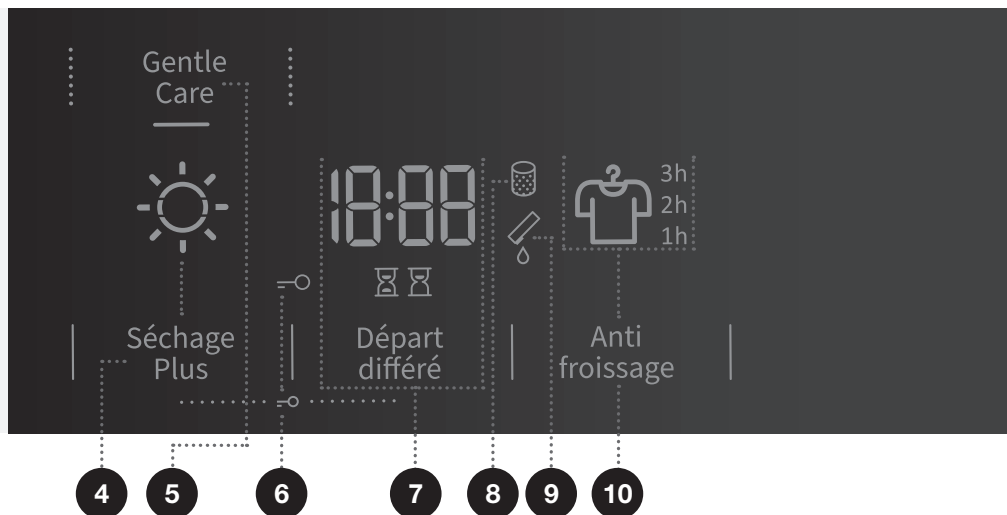 Gentle
Care
18:88
3h
2h
1h
Séchage
Plus
Départ
différé
Anti
froissage
4 5 6 7 8 9 10